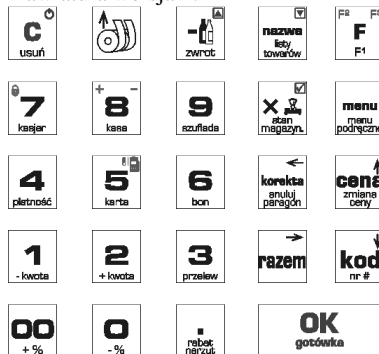 C
usuń
zwrot
nazwa
listy
towarów
F2
F
F1
7
kasjer
+
8
-
kasa
9
szuflada
×
stan
magazyn.
menu
menu
podręczne
4
płatność
5
karta
6
bon
korekta
anuluj
paragon
cena
zmiana
ceny
1
- kwota
2
+ kwota
3
przelew
razem
kod
nr #
00
+ %
0
- %
.
rabat
narzut
OK
gotówka